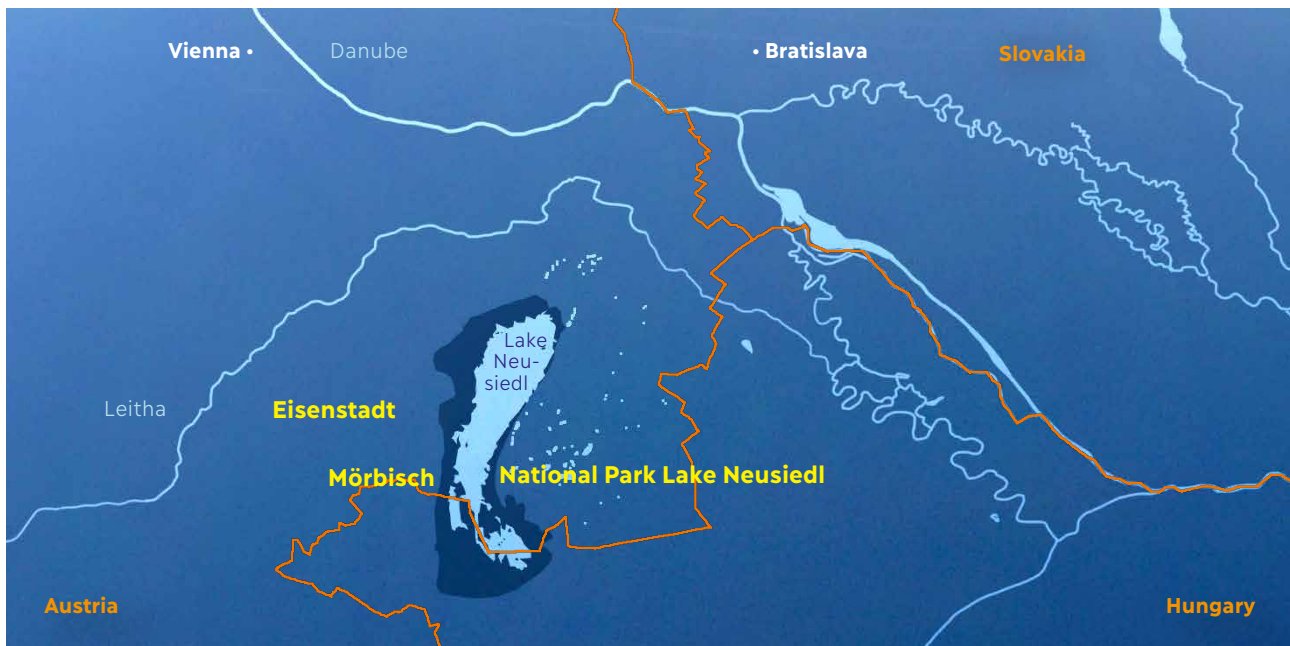 Vienna •
Danube
• Bratislava
Slovakia
Lake
Neu-
siedl
Leitha
Eisenstadt
Mörbisch
National Park Lake Neusiedl
Austria
Hungary